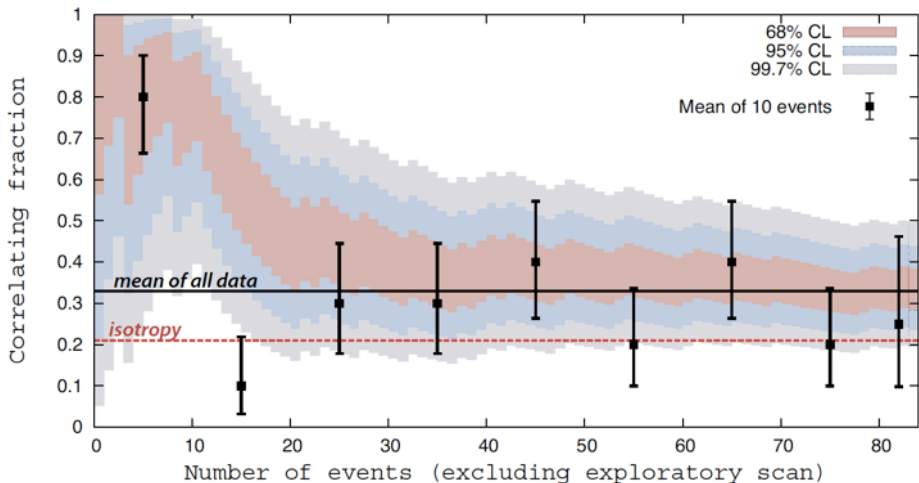 1
0.9
0.8
0.7
0.6
0.5
0.4
0.3
0.2
0.1
0
Correlating fraction
68% CL
95% CL
99.7% CL
Mean of 10 events
mean of all data
isotropy
0 10 20 30 40 50 60 70 80
Number of events (excluding exploratory scan)